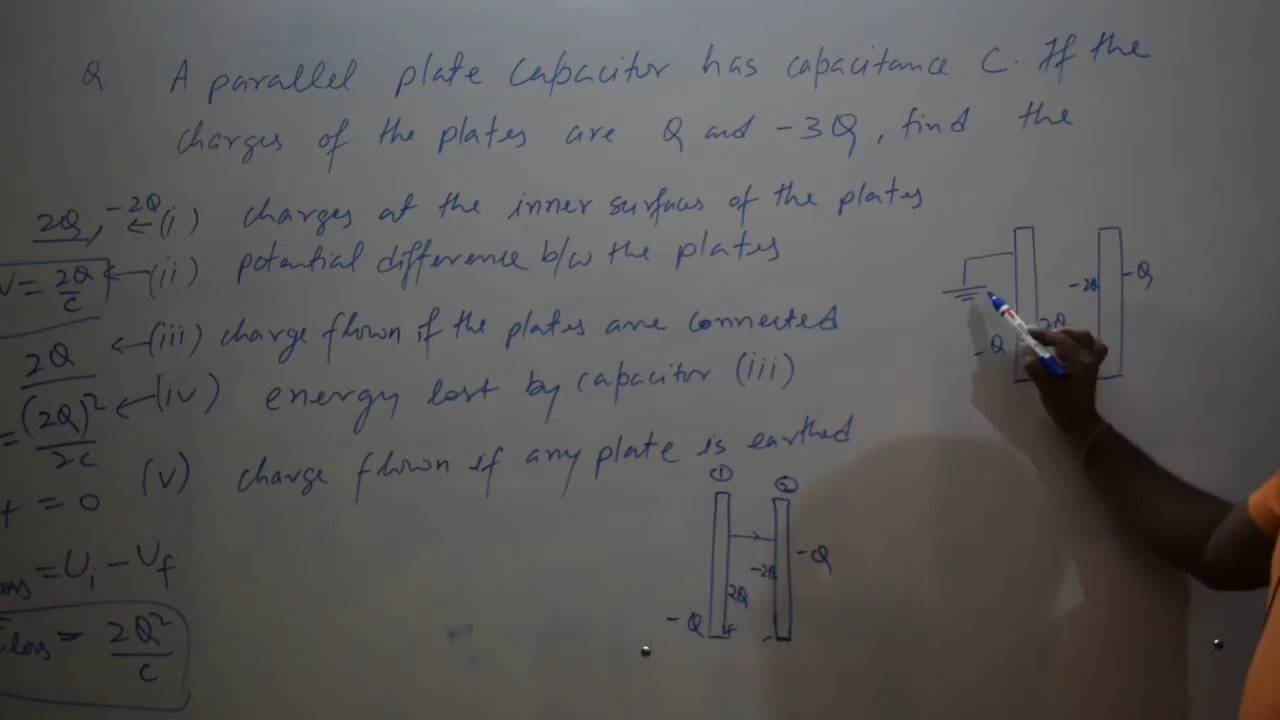 Q A parallel plate capacitor has capacitance C. If the
charges of the plates are Q and -3Q, find the
2Q, -2Q ← (i) charges at the inner surfaces of the plates
V = 2Q/C ← (ii) potential difference b/w the plates
2Q ← (iii) charge flown if the plates are connected
= (2Q)²/2C ← (iv) energy lost by capacitor (iii)
(v) charge flown if any plate is earthed
f = 0
loss = Ui - Uf
Eloss = 2Q²/C
① ②
-Q 2Q -2Q -Q
+ -
-Q 2Q -2Q -Q